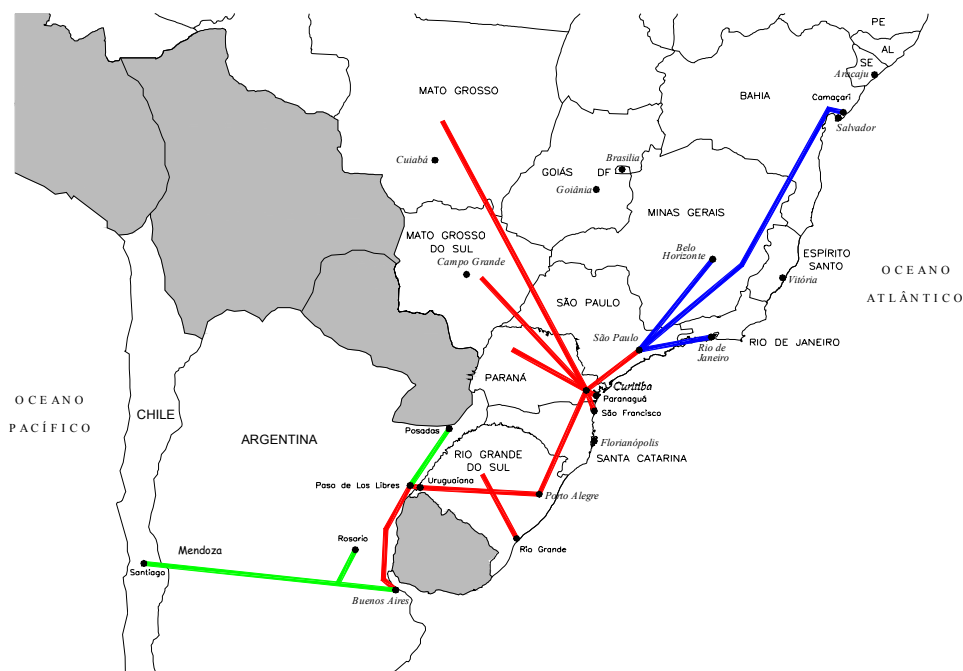 PE
AL
SE
Aracaju
MATO GROSSO
BAHIA
Camaçari
Salvador
Cuiabá
Brasilia
GOIÁS
DF
Goiânia
MINAS GERAIS
MATO GROSSO
DO SUL
Campo Grande
Belo
Horizonte
ESPÍRITO
SANTO
Vitória
OCEANO
ATLÂNTICO
SÃO PAULO
São Paulo
Rio de
Janeiro
RIO DE JANEIRO
PARANÁ
Curitiba
Paranaguá
São Francisco
OCEANO
PACÍFICO
CHILE
ARGENTINA
Posadas
RIO GRANDE
DO SUL
Florianópolis
SANTA CATARINA
Paso de Los Libres
Uruguaiana
Porto Alegre
Rosario
Rio Grande
Mendoza
Santiago
Buenos Aires